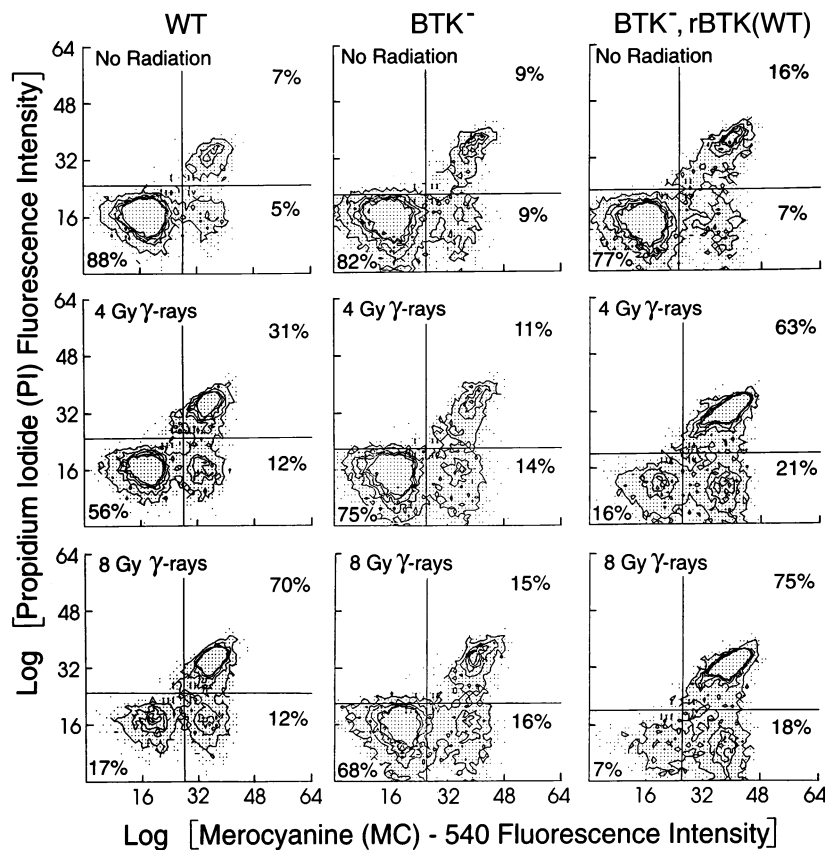 WT
BTK⁻
BTK⁻, rBTK(WT)
Log [Propidium Iodide (PI) Fluorescence Intensity]
64
48
32
16
No Radiation
7%
5%
88%
No Radiation
9%
9%
82%
No Radiation
16%
7%
77%
64
48
32
16
4 Gy γ-rays
31%
12%
56%
4 Gy γ-rays
11%
14%
75%
4 Gy γ-rays
63%
21%
16%
64
48
32
16
8 Gy γ-rays
70%
12%
17%
8 Gy γ-rays
15%
16%
68%
8 Gy γ-rays
75%
18%
7%
16 32 48 64
16 32 48 64
16 32 48 64
Log [Merocyanine (MC) - 540 Fluorescence Intensity]